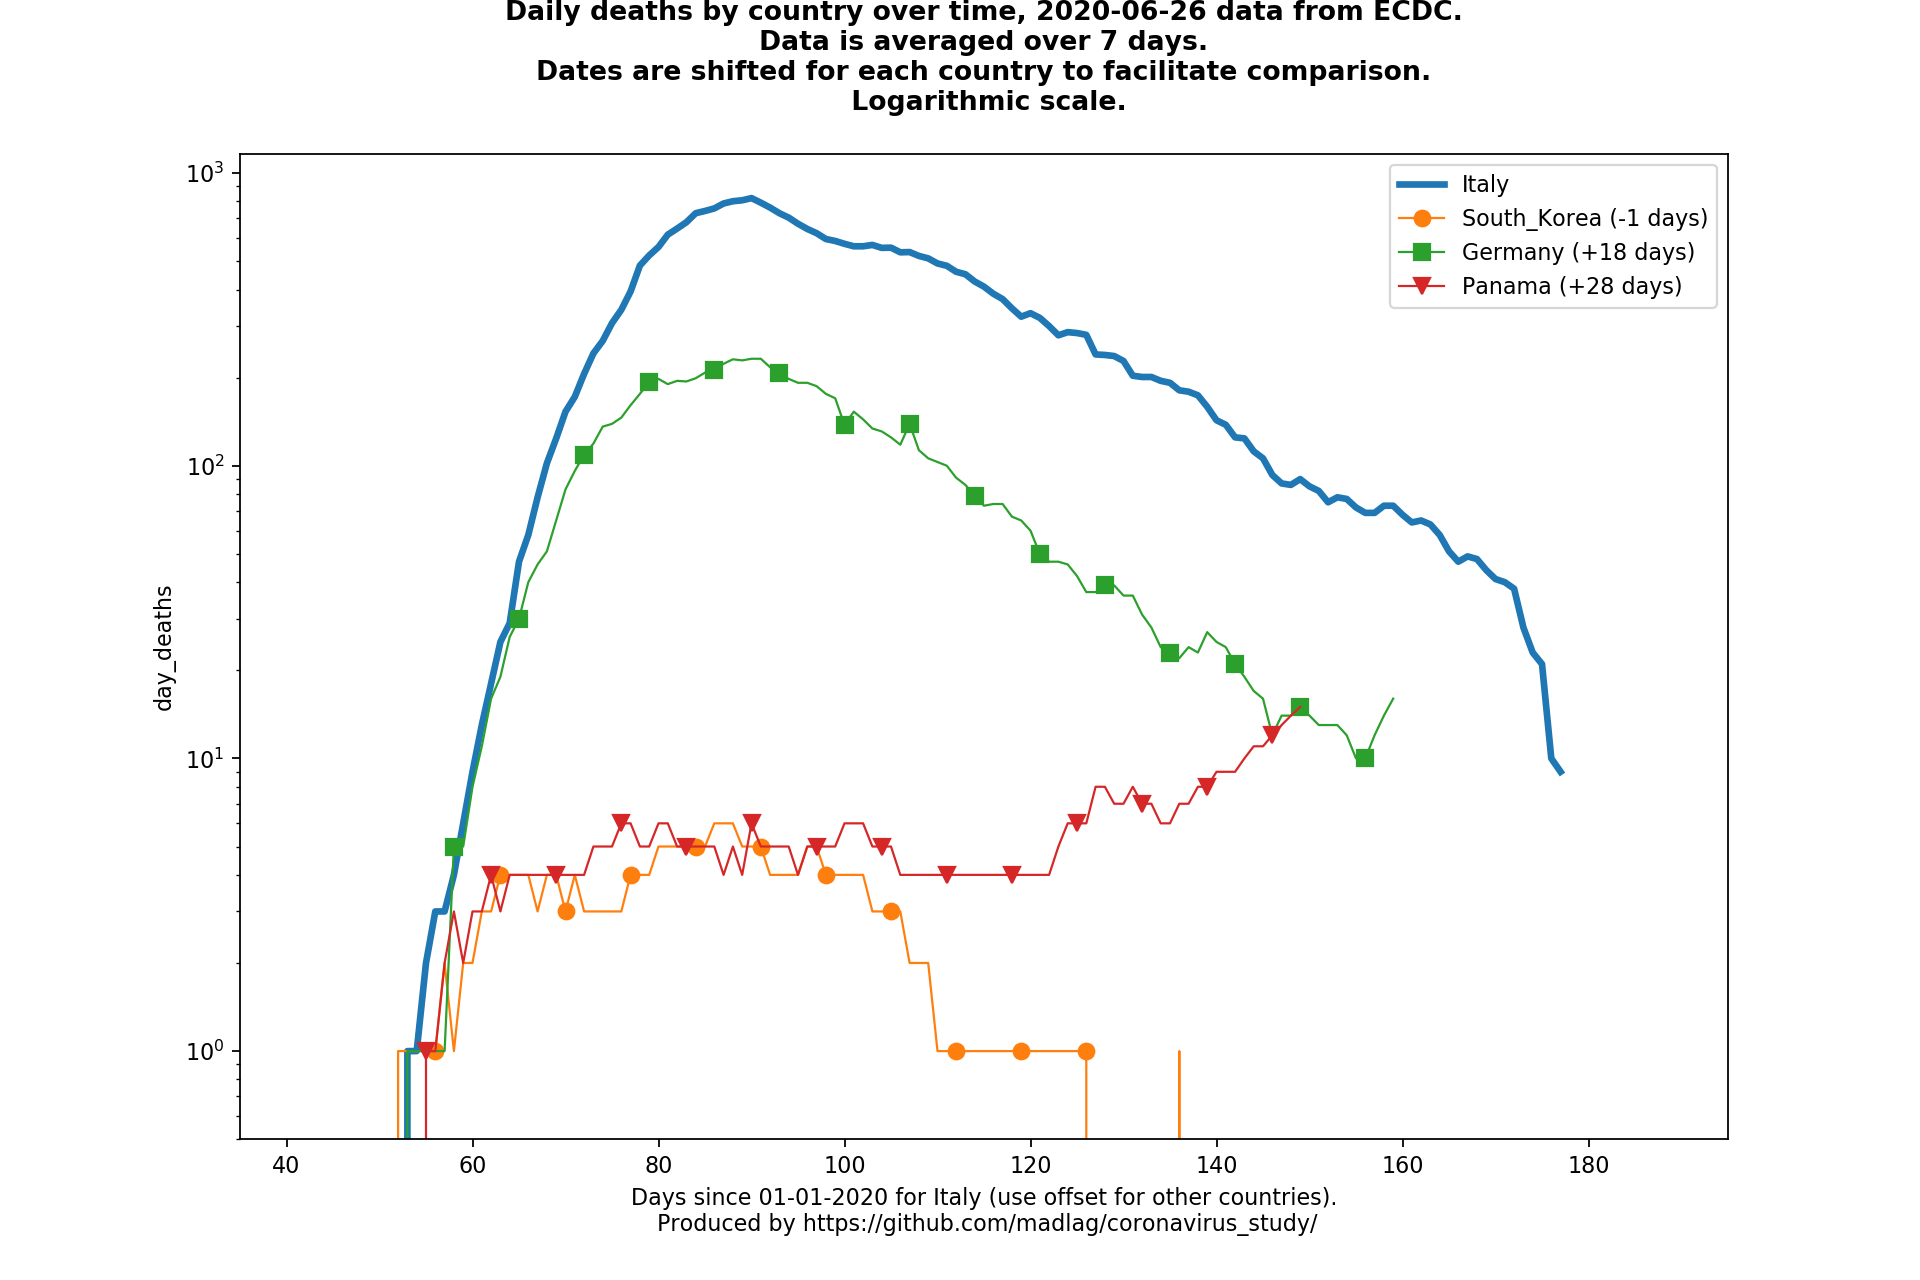 Daily deaths by country over time, 2020-06-26 data from ECDC.
Data is averaged over 7 days.
Dates are shifted for each country to facilitate comparison.
Logarithmic scale.
10³
10²
10¹
10⁰
day_deaths
Italy
South_Korea (-1 days)
Germany (+18 days)
Panama (+28 days)
40 60 80 100 120 140 160 180
Days since 01-01-2020 for Italy (use offset for other countries).
Produced by https://github.com/madlag/coronavirus_study/